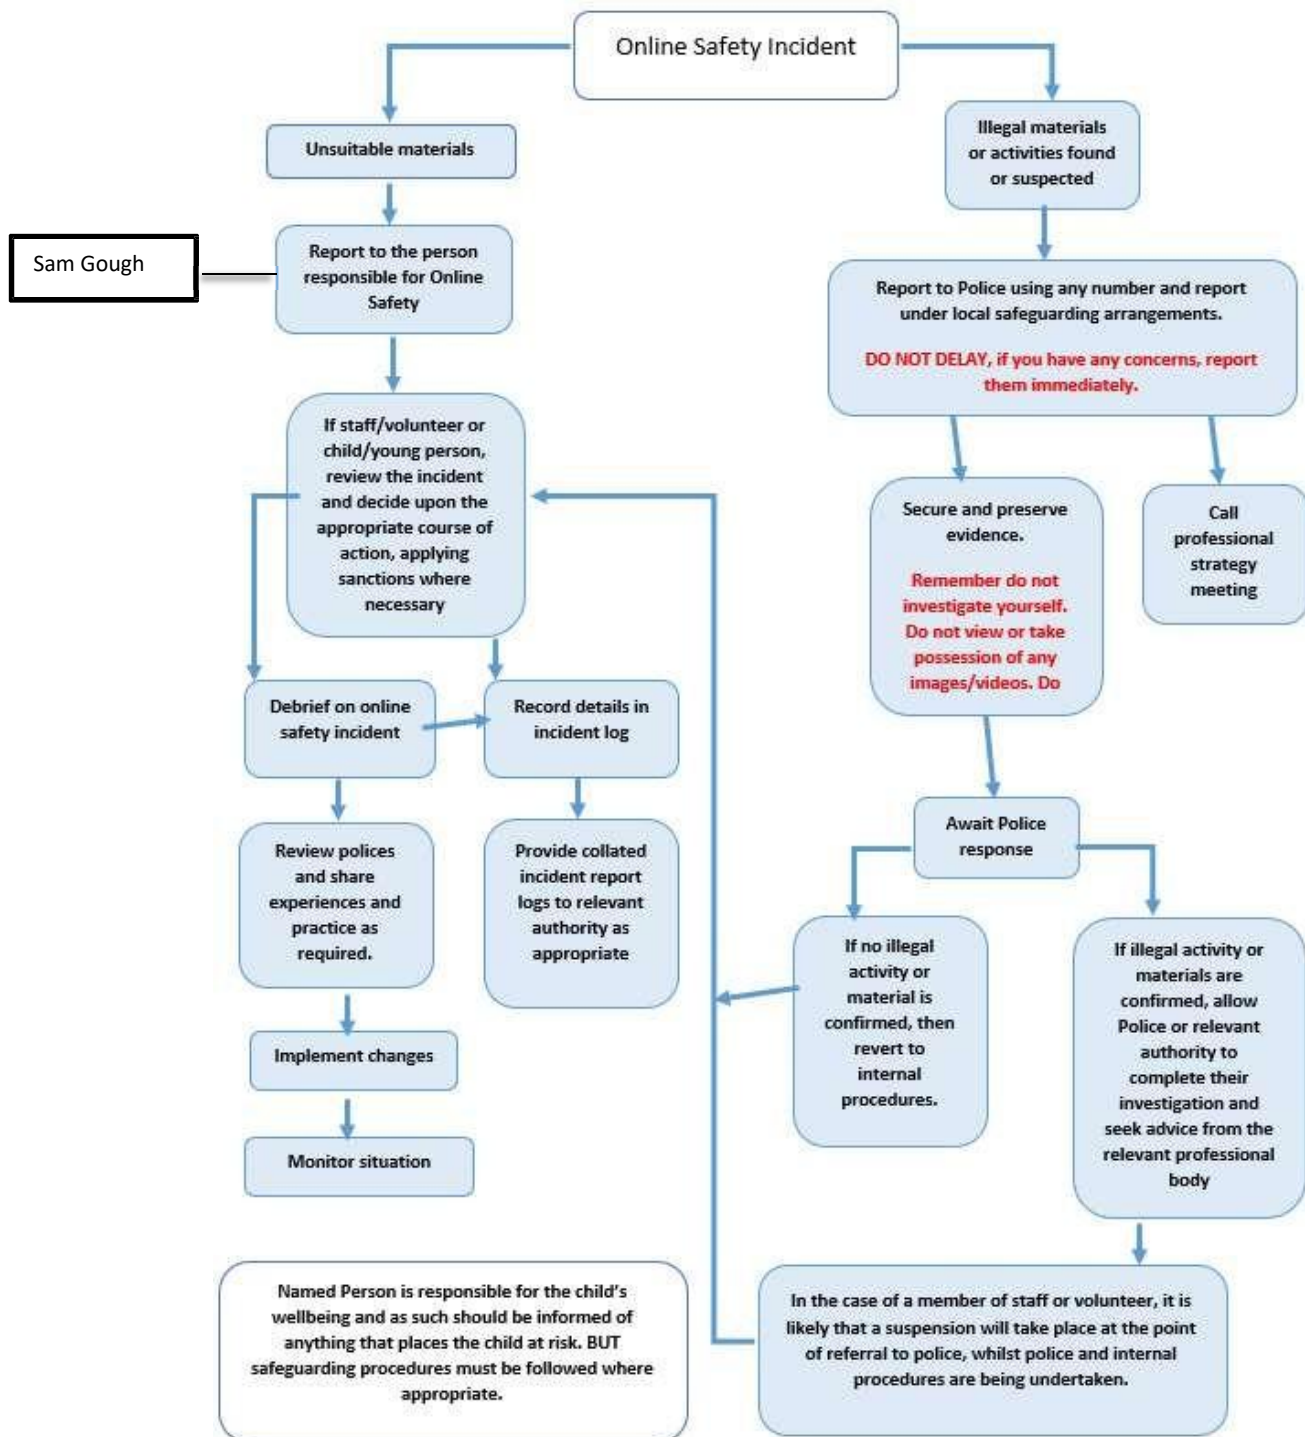 Online Safety Incident
Unsuitable materials
Illegal materials
or activities found
or suspected
Sam Gough
Report to the person
responsible for Online
Safety
Report to Police using any number and report
under local safeguarding arrangements.
DO NOT DELAY, if you have any concerns, report
them immediately.
If staff/volunteer or
child/young person,
review the incident
and decide upon the
appropriate course of
action, applying
sanctions where
necessary
Secure and preserve
evidence.
Remember do not
investigate yourself.
Do not view or take
possession of any
images/videos. Do
Call
professional
strategy
meeting
Debrief on online
safety incident
Record details in
incident log
Review polices
and share
experiences and
practice as
required.
Provide collated
incident report
logs to relevant
authority as
appropriate
Await Police
response
If no illegal
activity or
material is
confirmed, then
revert to
internal
procedures.
If illegal activity or
materials are
confirmed, allow
Police or relevant
authority to
complete their
investigation and
seek advice from the
relevant professional
body
Implement changes
Monitor situation
Named Person is responsible for the child's
wellbeing and as such should be informed of
anything that places the child at risk. BUT
safeguarding procedures must be followed where
appropriate.
In the case of a member of staff or volunteer, it is
likely that a suspension will take place at the point
of referral to police, whilst police and internal
procedures are being undertaken.